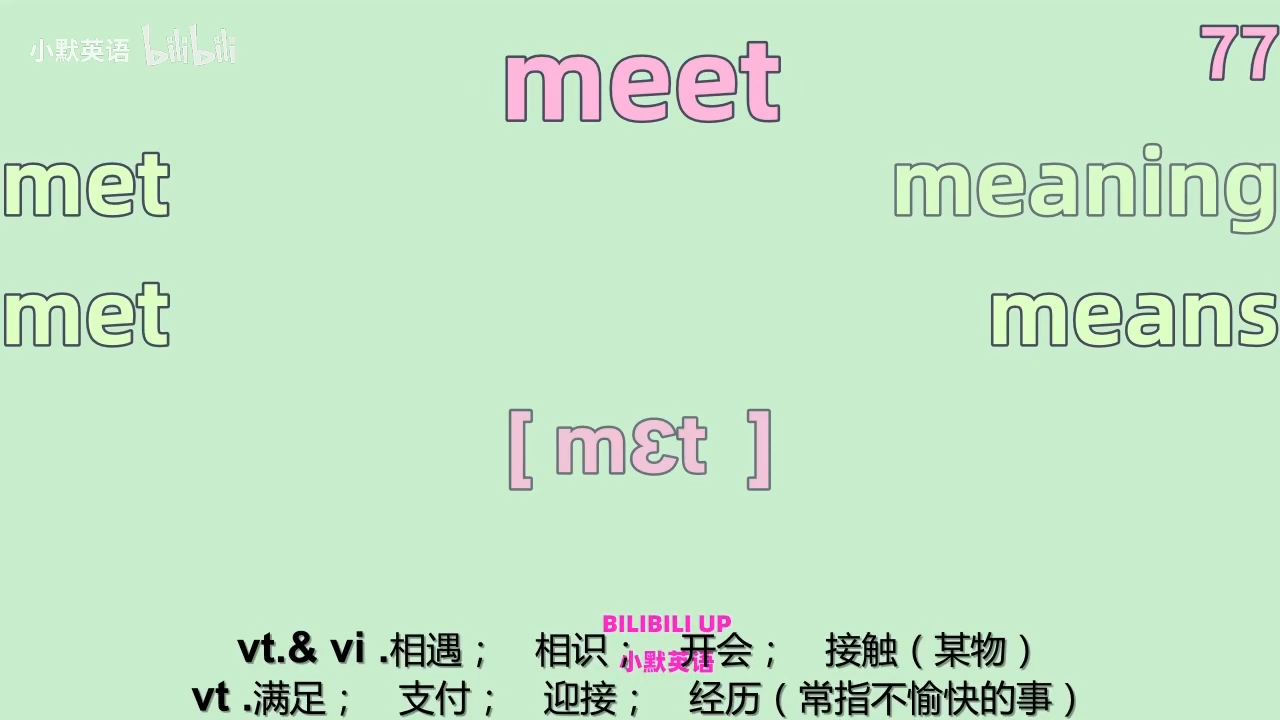 小默英语 bilibili
meet
77
met
meaning
met
means
[ mɛt ]
BILIBILI UP
小默英语
vt.& vi .相遇； 相识； 开会； 接触（某物）
vt .满足； 支付； 迎接； 经历（常指不愉快的事）